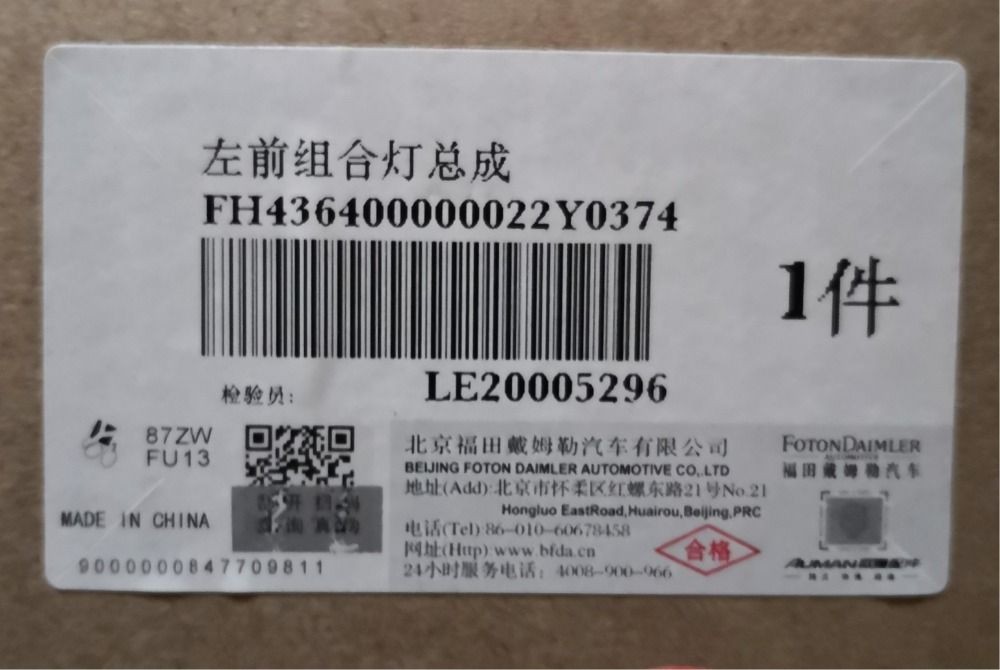 左前组合灯总成
FH436400000022Y0374
1件
LE20005296
检验员:
87ZW
FU13
MADE IN CHINA
9000000847709811
北京福田戴姆勒汽车有限公司
BEIJING FOTON DAIMLER AUTOMOTIVE CO.,LTD
地址(Add):北京市怀柔区红螺东路21号No.21
Hongluo EastRoad,Huairou,Beijing,PRC
电话(Tel):86-010-60678458
网址(Http):www.bfda.cn
24小时服务电话: 4008-900-966
合格
FOTONDAIMLER
AUTOMOTIVE
福田戴姆勒汽车
AUMAN